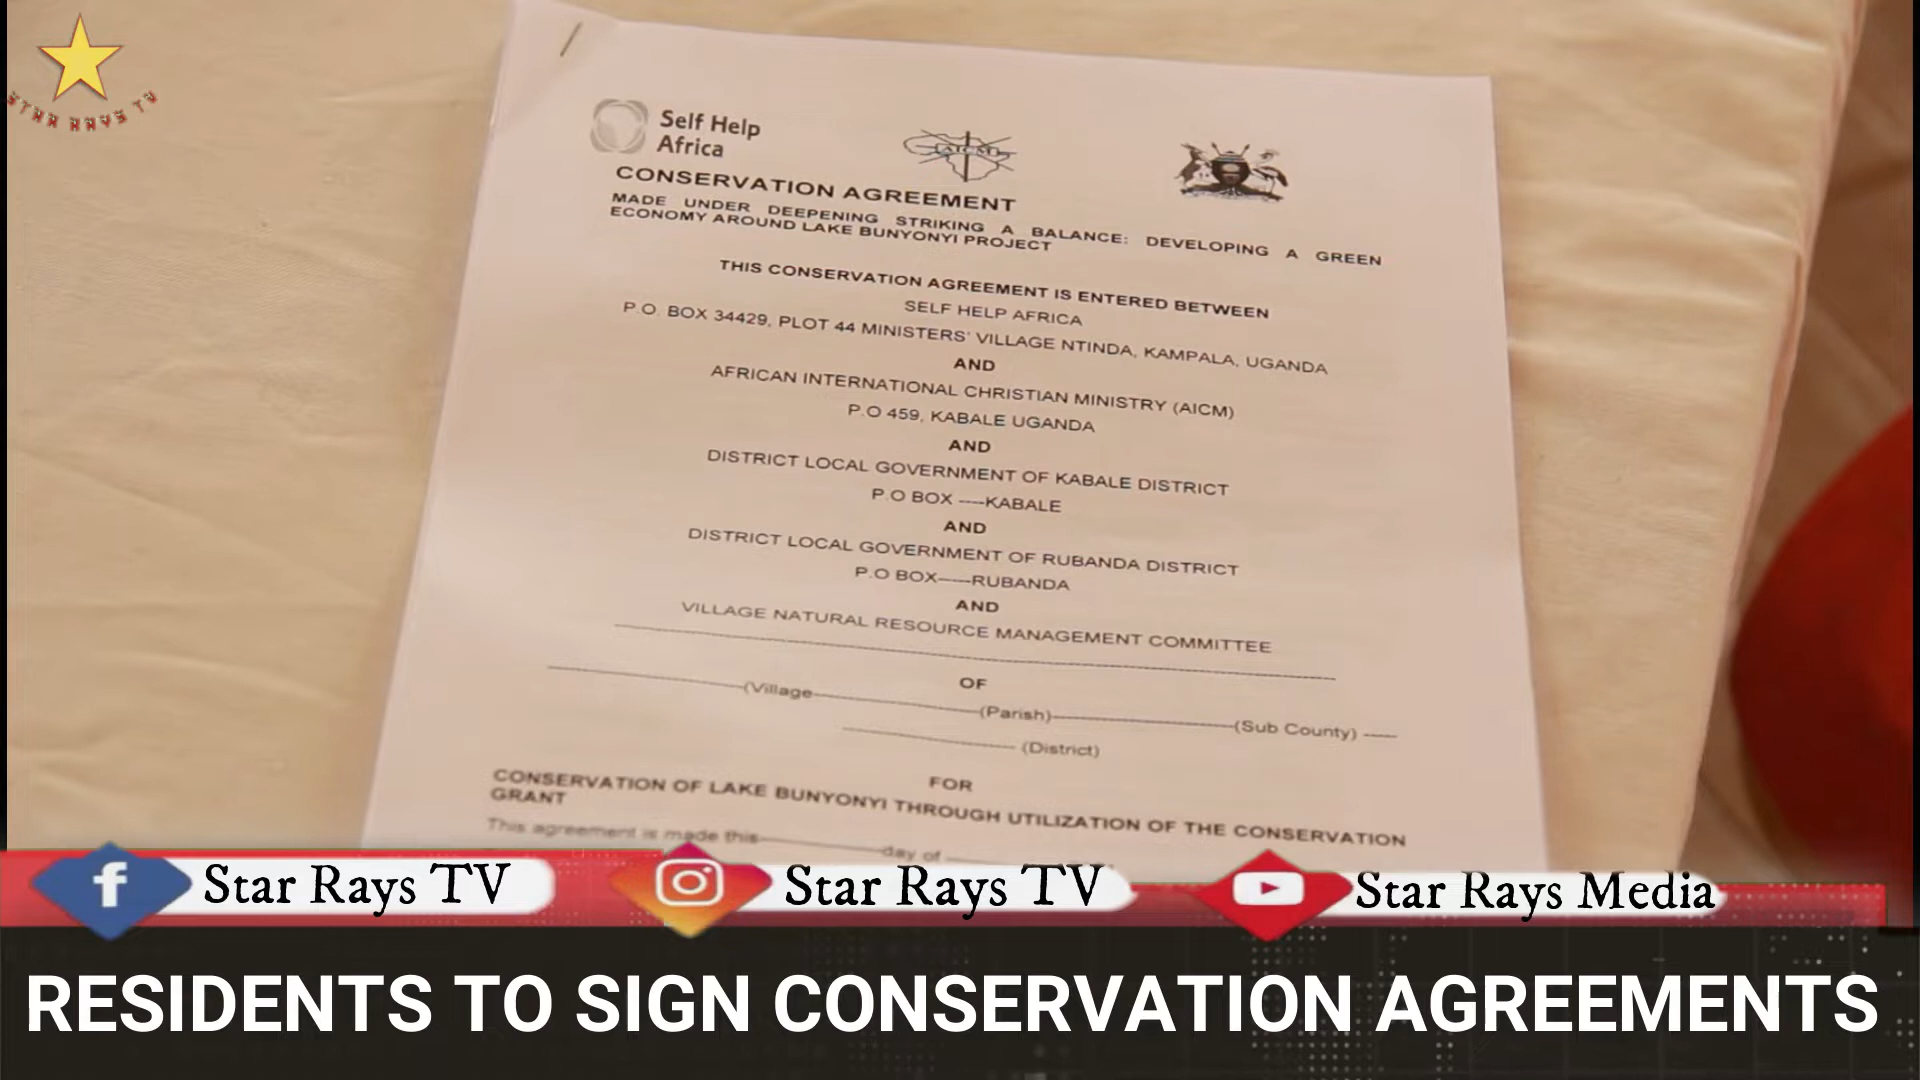 STAR RAYS TV
Self Help
Africa
AICM
CONSERVATION AGREEMENT
MADE UNDER DEEPENING STRIKING A BALANCE: DEVELOPING A GREEN
ECONOMY AROUND LAKE BUNYONYI PROJECT
THIS CONSERVATION AGREEMENT IS ENTERED BETWEEN
SELF HELP AFRICA
P.O. BOX 34429, PLOT 44 MINISTERS' VILLAGE NTINDA, KAMPALA, UGANDA
AND
AFRICAN INTERNATIONAL CHRISTIAN MINISTRY (AICM)
P.O 459, KABALE UGANDA
AND
DISTRICT LOCAL GOVERNMENT OF KABALE DISTRICT
P.O BOX ----KABALE
AND
DISTRICT LOCAL GOVERNMENT OF RUBANDA DISTRICT
P.O BOX-----RUBANDA
AND
VILLAGE NATURAL RESOURCE MANAGEMENT COMMITTEE
OF
(Village (Parish) (Sub County)
(District)
FOR
CONSERVATION OF LAKE BUNYONYI THROUGH UTILIZATION OF THE CONSERVATION
GRANT
This agreement is made this day of
Star Rays TV
Star Rays TV
Star Rays Media
RESIDENTS TO SIGN CONSERVATION AGREEMENTS